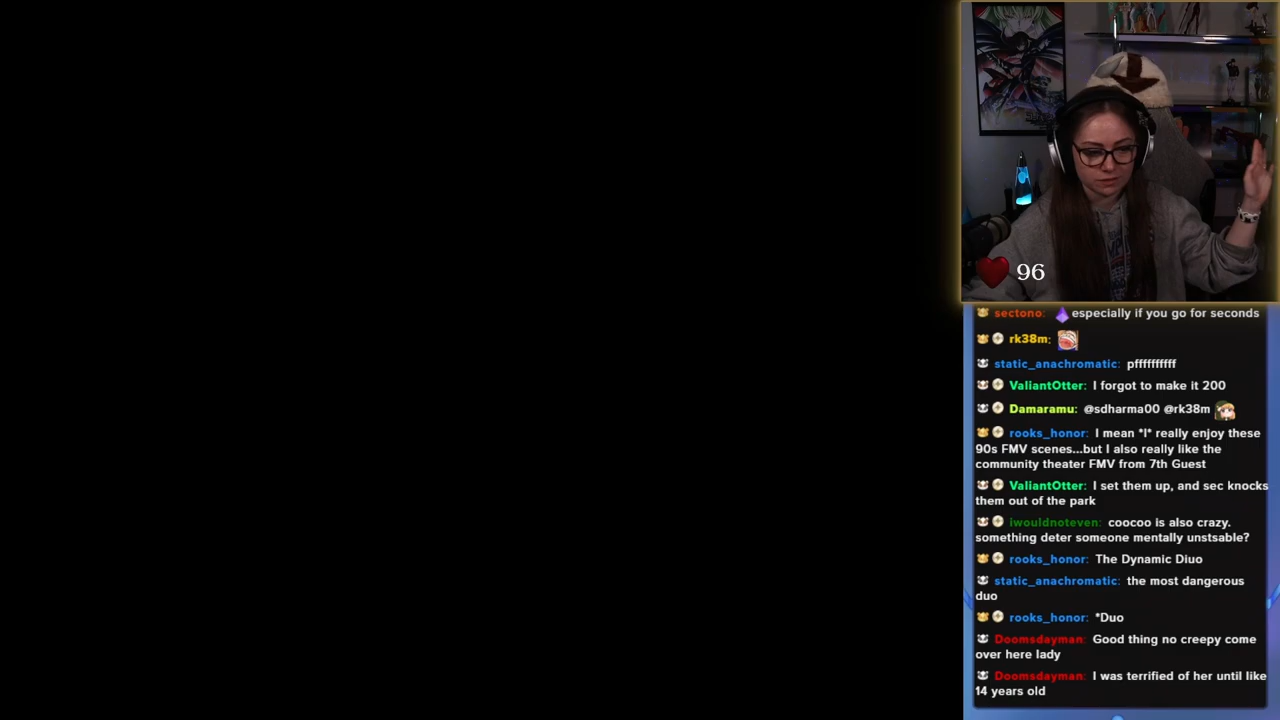 96
sectono: especially if you go for seconds
rk38m:
static_anachromatic: pffffffffff
ValiantOtter: I forgot to make it 200
Damaramu: @sdharma00 @rk38m
rooks_honor: I mean *I* really enjoy these
90s FMV scenes...but I also really like the
community theater FMV from 7th Guest
ValiantOtter: I set them up, and sec knocks
them out of the park
iwouldnoteven: coocoo is also crazy.
something deter someone mentally unstsable?
rooks_honor: The Dynamic Diuo
static_anachromatic: the most dangerous
duo
rooks_honor: *Duo
Doomsdayman: Good thing no creepy come
over here lady
Doomsdayman: I was terrified of her until like
14 years old